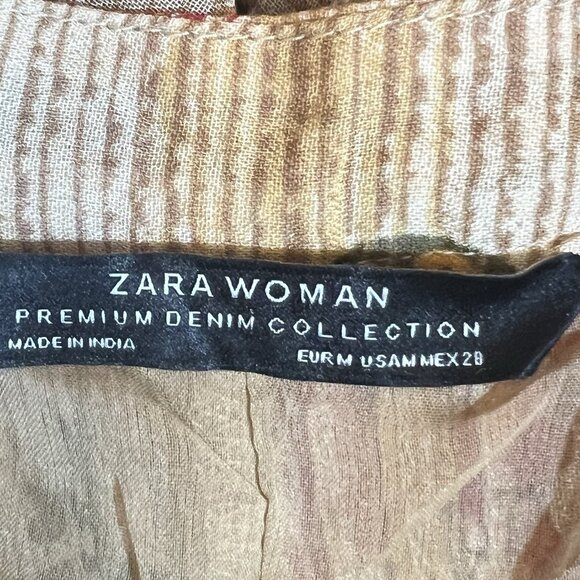 ZARA WOMAN
PREMIUM DENIM COLLECTION
MADE IN INDIA
EUR M USA M MEX 28